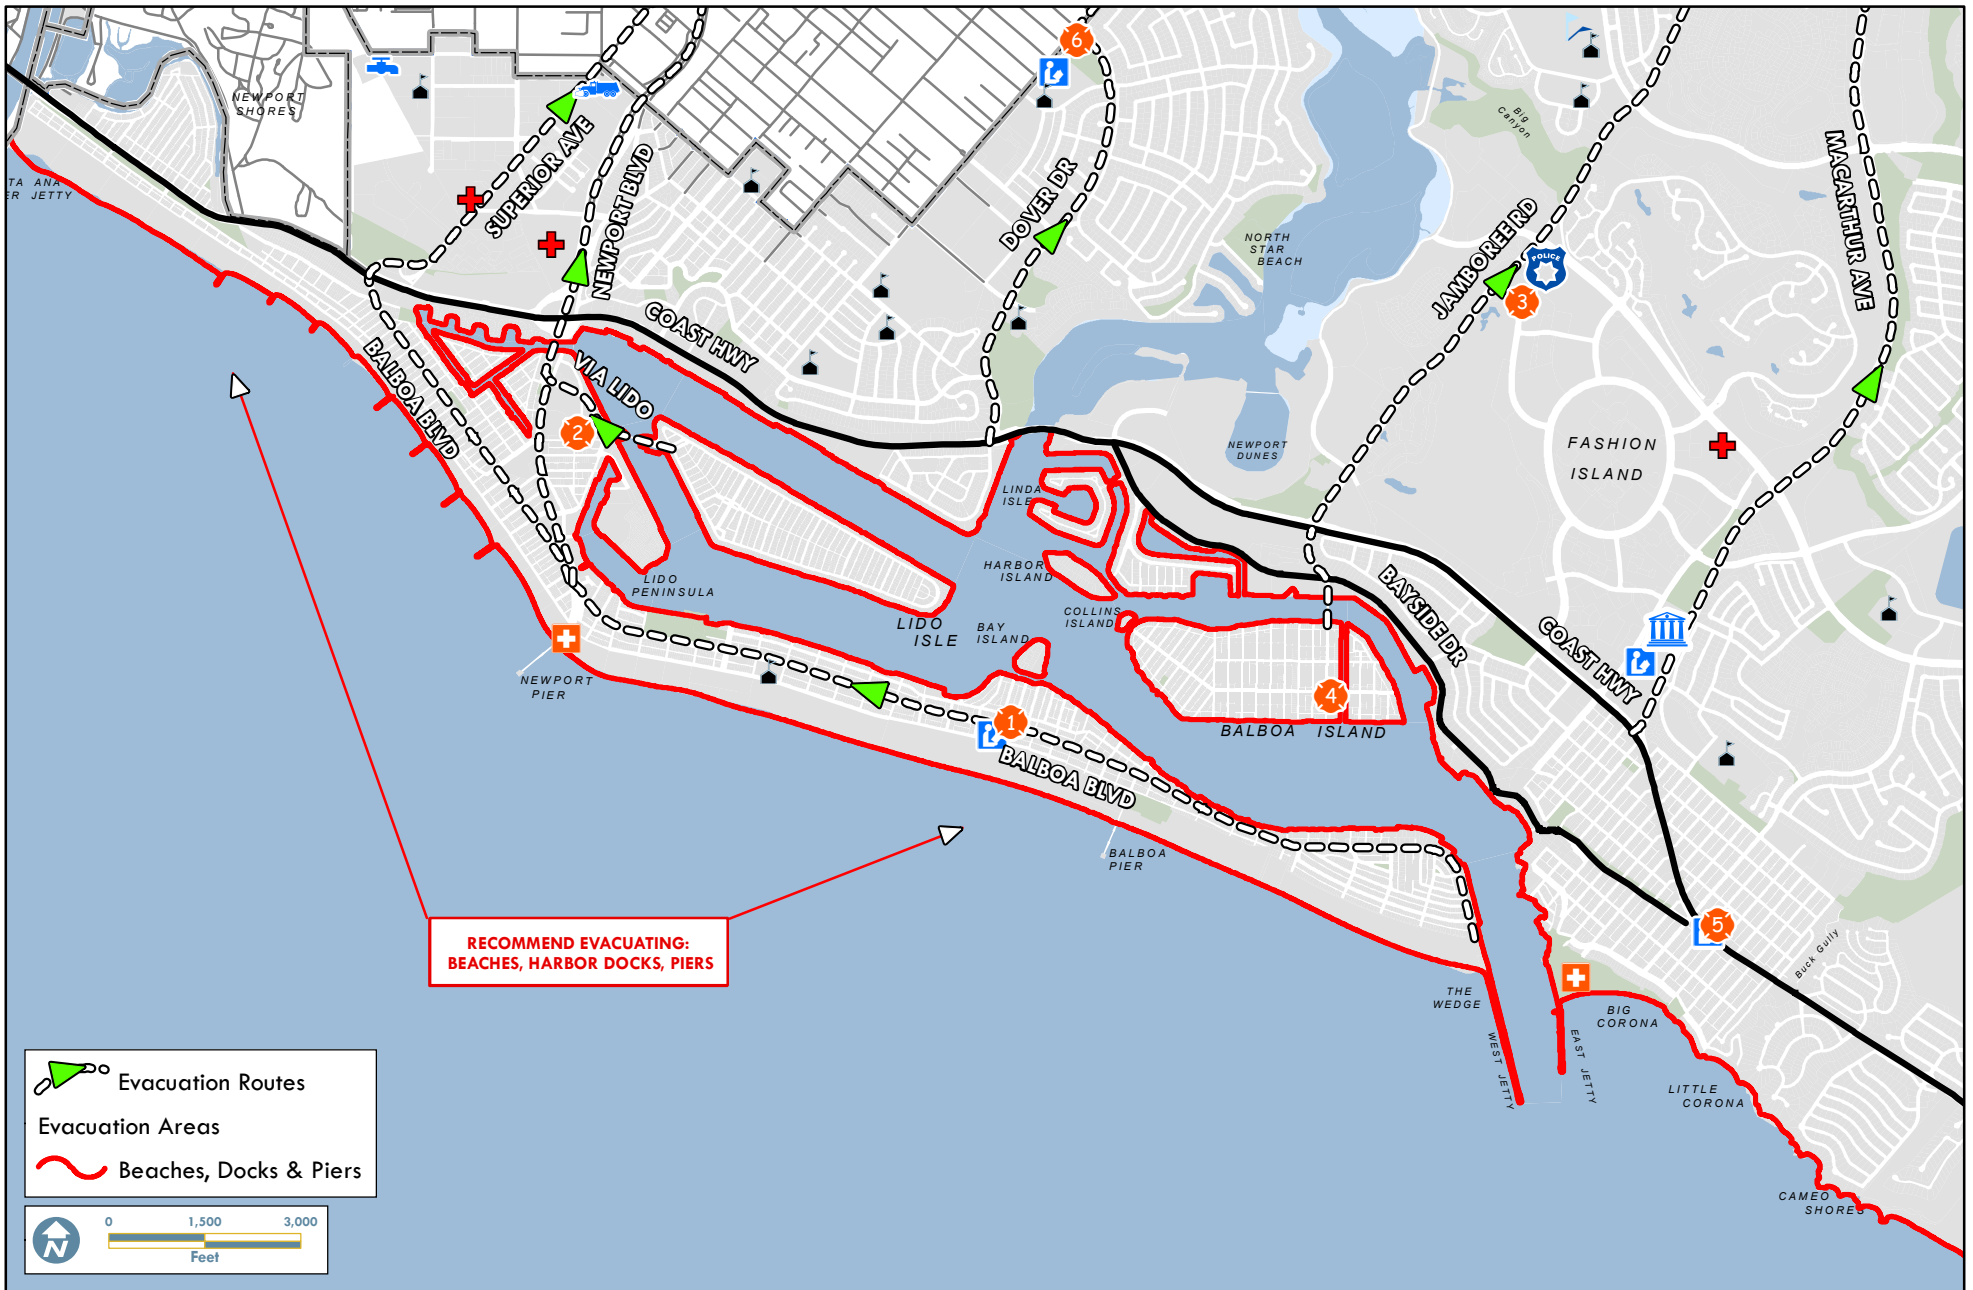 6
NEWPORT
SHORES
Big
Canyon
SUPERIOR AVE
NEWPORT BLVD
DOVER DR
MACARTHUR AVE
TA ANA
ER JETTY
JAMBOREE RD
NORTH
STAR
BEACH
POLICE
3
COAST HWY
BALBOA BLVD
VIA LIDO
2
NEWPORT
DUNES
FASHION
ISLAND
LINDA
ISLE
HARBOR
ISLAND
LIDO
PENINSULA
COLLINS
ISLAND
LIDO
ISLE
BAY
ISLAND
BAYSIDE DR
COAST HWY
NEWPORT
PIER
4
1
BALBOA ISLAND
BALBOA BLVD
BALBOA
PIER
5
Buck Gully
RECOMMEND EVACUATING:
BEACHES, HARBOR DOCKS, PIERS
THE
WEDGE
BIG
CORONA
WEST JETTY
EAST JETTY
LITTLE
CORONA
CAMEO
SHORES
Evacuation Routes
Evacuation Areas
Beaches, Docks & Piers
N
0 1,500 3,000
Feet